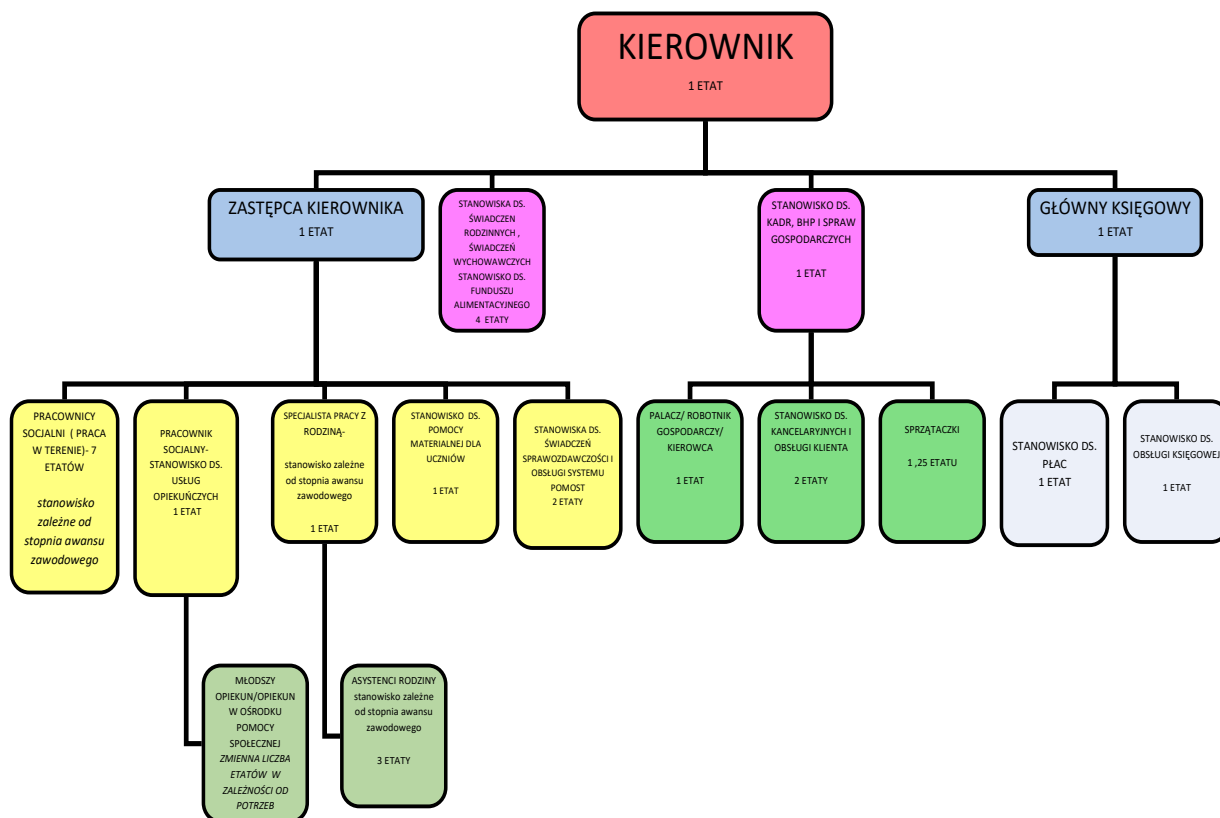 KIEROWNIK
1 ETAT
ZASTĘPCA KIEROWNIKA
1 ETAT
STANOWISKA DS.
ŚWIADCZEN
RODZINNYCH ,
ŚWIADCZEŃ
WYCHOWAWCZYCH
STANOWISKO DS.
FUNDUSZU
ALIMENTACYJNEGO
4 ETATY
STANOWISKO DS.
KADR, BHP I SPRAW
GOSPODARCZYCH
1 ETAT
GŁÓWNY KSIĘGOWY
1 ETAT
PRACOWNICY
SOCJALNI ( PRACA
W TERENIE)- 7
ETATÓW
stanowisko
zależne od
stopnia awansu
zawodowego
PRACOWNIK
SOCJALNY-
STANOWISKO DS.
USŁUG
OPIEKUŃCZYCH
1 ETAT
SPECJALISTA PRACY Z
RODZINĄ-
stanowisko zależne
od stopnia awansu
zawodowego
1 ETAT
STANOWISKO DS.
POMOCY
MATERIALNEJ DLA
UCZNIÓW
1 ETAT
STANOWISKA DS.
ŚWIADCZEŃ
SPRAWOZDAWCZOŚCI I
OBSŁUGI SYSTEMU
POMOST
2 ETATY
PALACZ/ ROBOTNIK
GOSPODARCZY/
KIEROWCA
1 ETAT
STANOWISKO DS.
KANCELARYJNYCH I
OBSŁUGI KLIENTA
2 ETATY
SPRZĄTACZKI
1 ,25 ETATU
STANOWISKO DS.
PŁAC
1 ETAT
STANOWISKO DS.
OBSŁUGI KSIĘGOWEJ
1 ETAT
MŁODSZY
OPIEKUN/OPIEKUN
W OŚRODKU
POMOCY
SPOŁECZNEJ
ZMIENNA LICZBA
ETATÓW W
ZALEŻNOŚCI OD
POTRZEB
ASYSTENCI RODZINY
stanowisko zależne
od stopnia awansu
zawodowego
3 ETATY